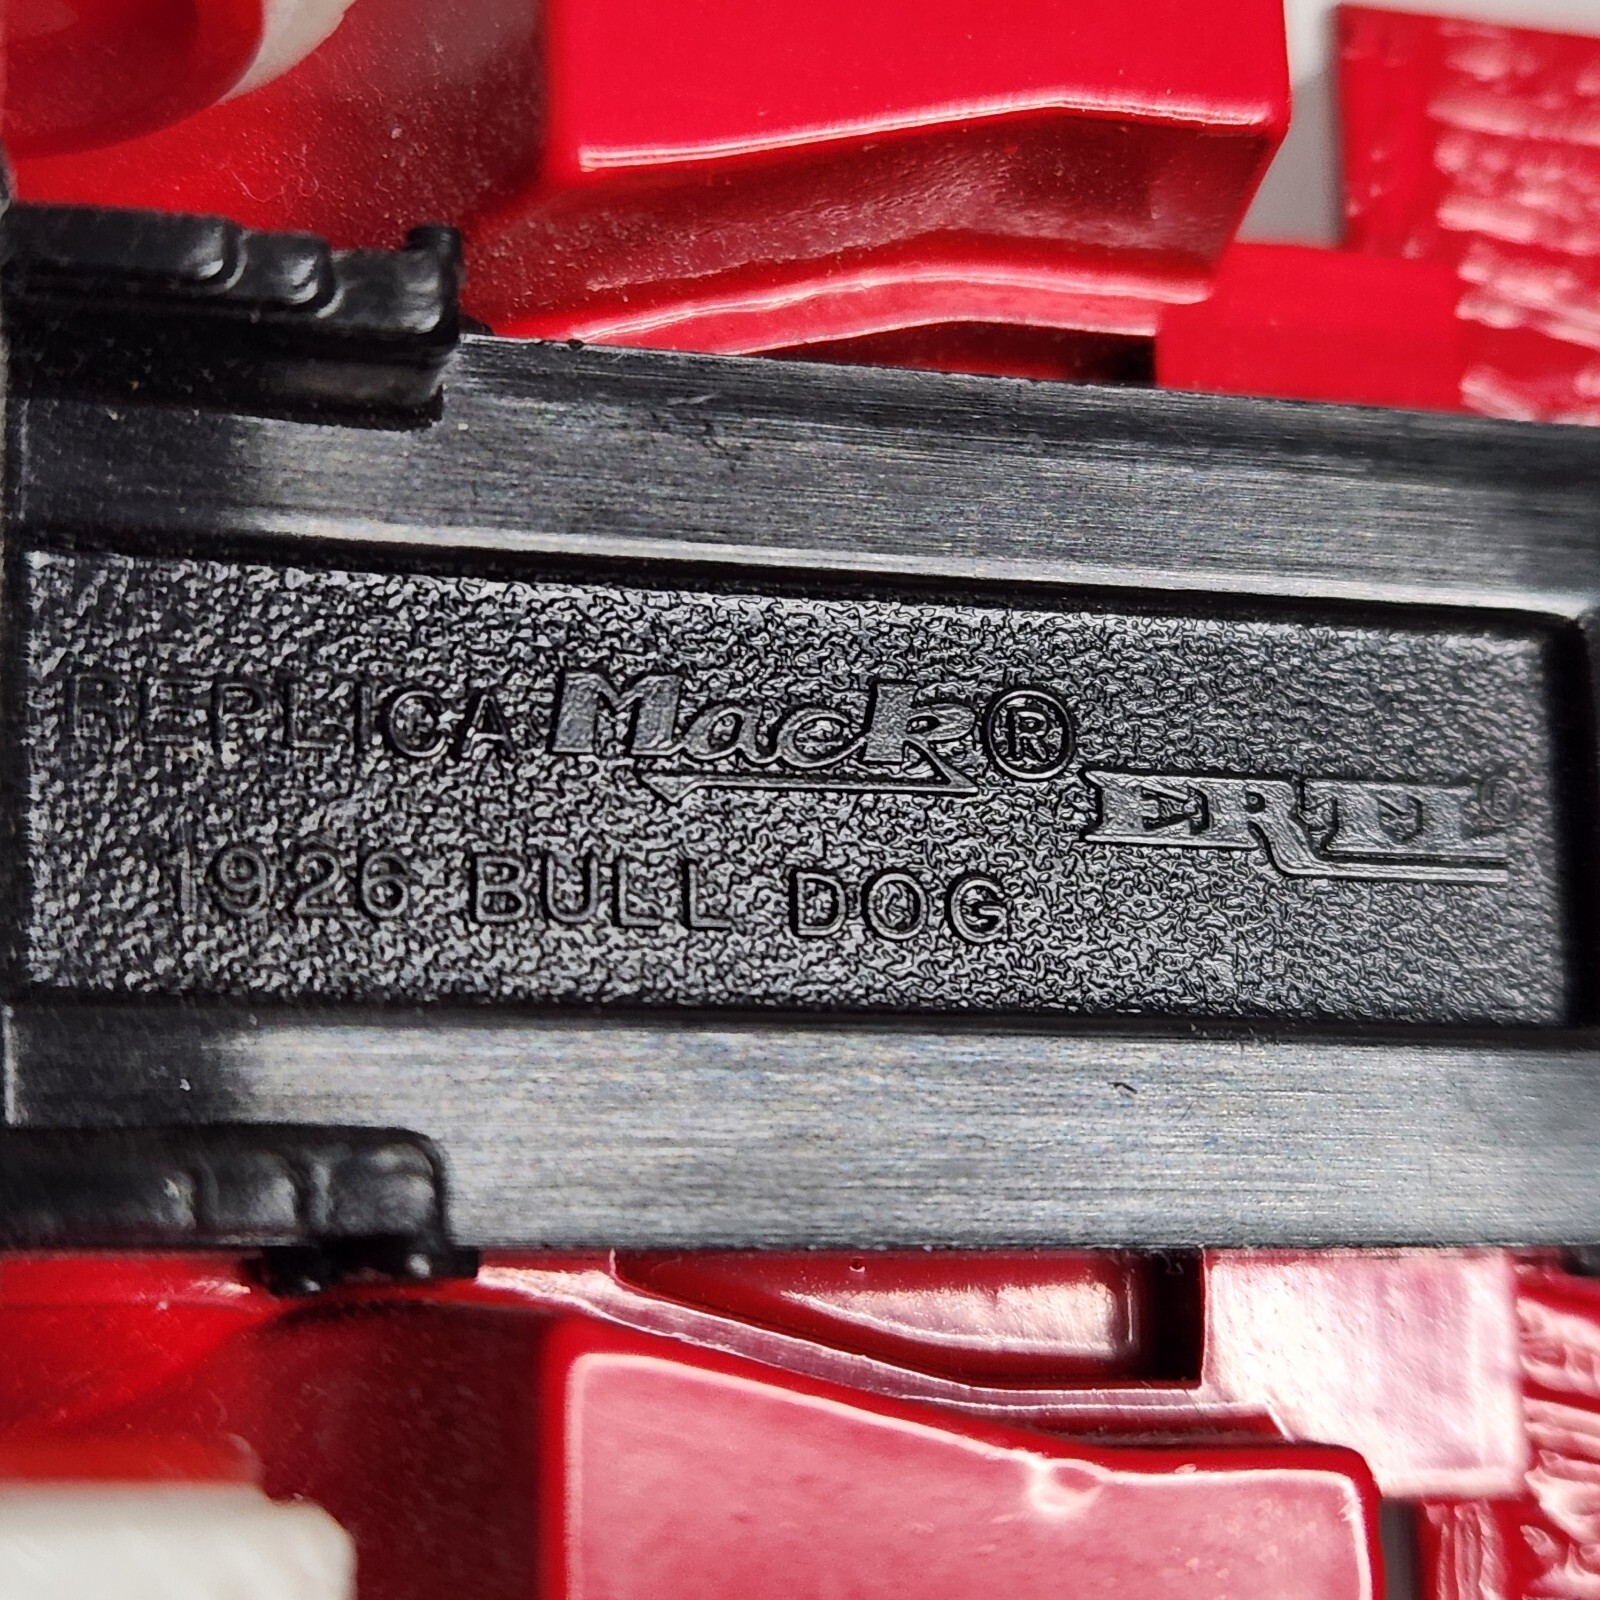 REPLICA Mack®
ERTL®
1926 BULL DOG